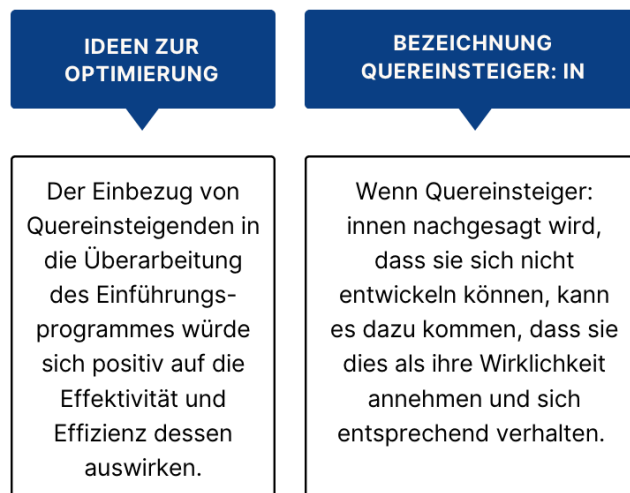 IDEEN ZUR
OPTIMIERUNG
Der Einbezug von
Quereinsteigenden in
die Überarbeitung
des Einführungs-
programmes würde
sich positiv auf die
Effektivität und
Effizienz dessen
auswirken.
BEZEICHNUNG
QUEREINSTEIGER: IN
Wenn Quereinsteiger:
innen nachgesagt wird,
dass sie sich nicht
entwickeln können, kann
es dazu kommen, dass sie
dies als ihre Wirklichkeit
annehmen und sich
entsprechend verhalten.